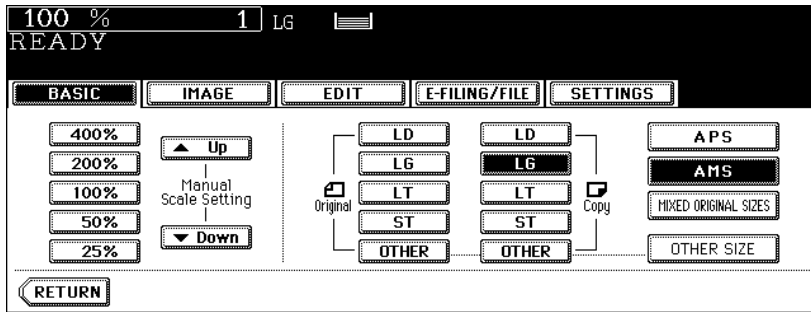 100 % 1 LG
READY
BASIC IMAGE EDIT E-FILING/FILE SETTINGS
400% LD LD APS
▲ Up
200% LG LG AMS
100% Manual Scale Setting Original LT LT Copy MIXED ORIGINAL SIZES
50% ST ST
▼ Down
25% OTHER OTHER OTHER SIZE
RETURN